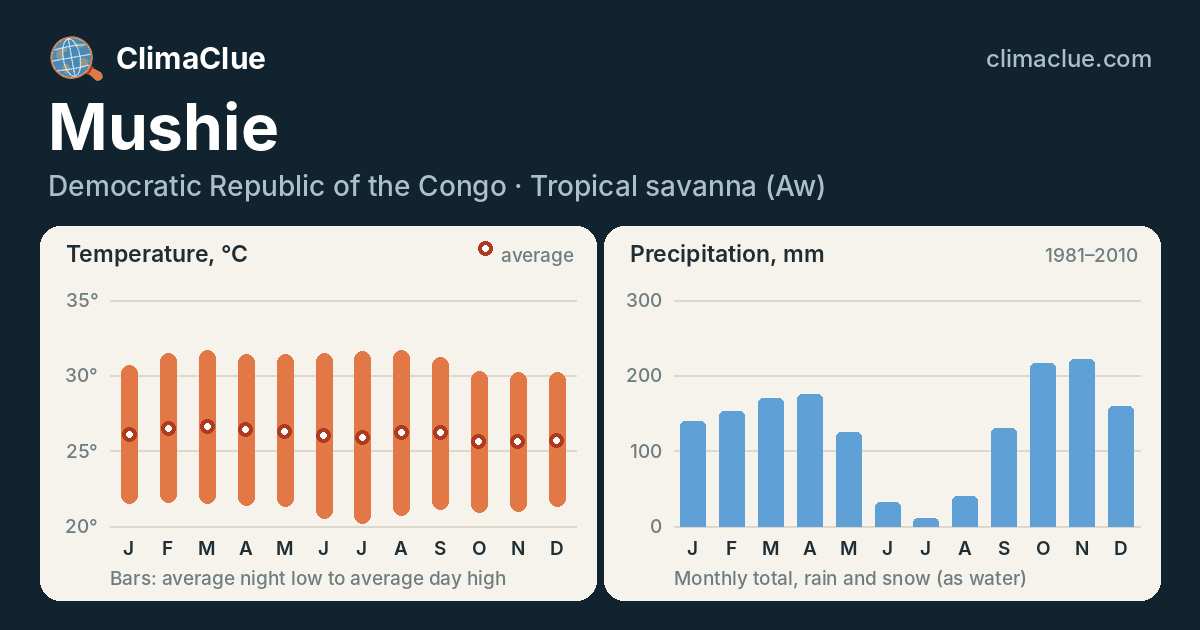 ClimaClue
climaclue.com
Mushie
Democratic Republic of the Congo · Tropical savanna (Aw)
Temperature, °C
average
35°
30°
25°
20°
J F M A M J J A S O N D
Bars: average night low to average day high
Precipitation, mm
1981–2010
300
200
100
0
J F M A M J J A S O N D
Monthly total, rain and snow (as water)